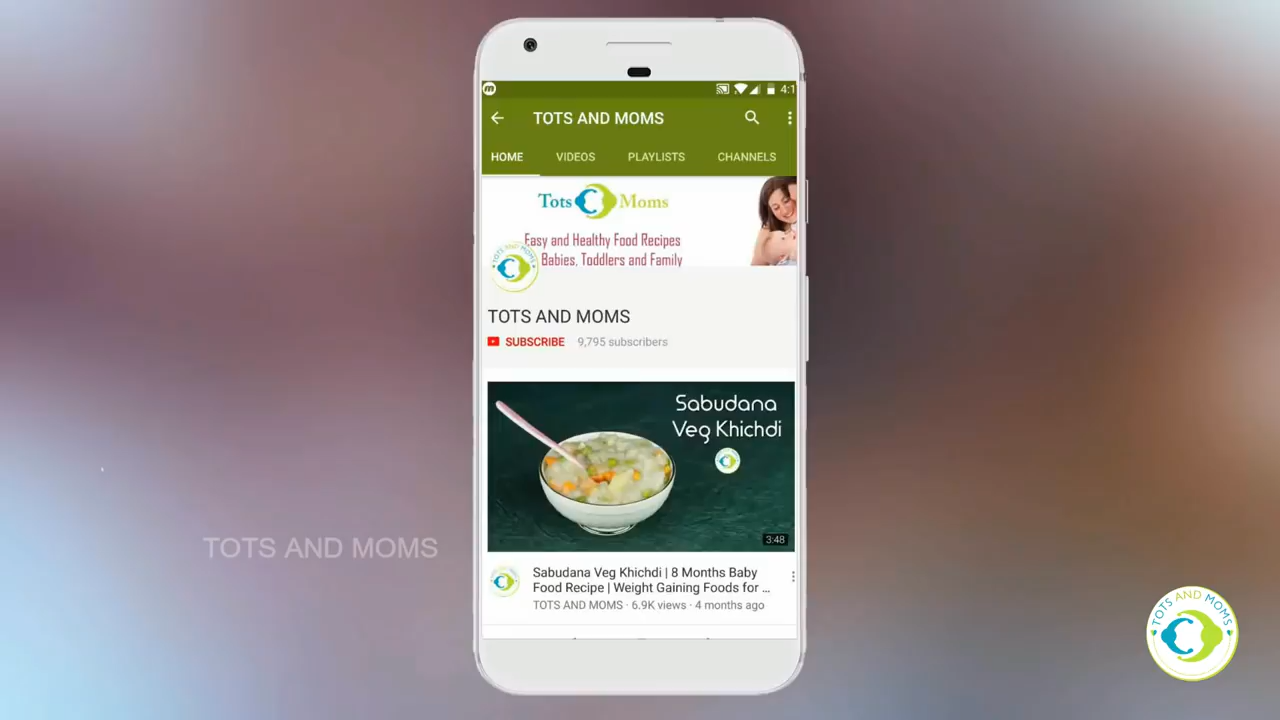 4:1
TOTS AND MOMS
HOME VIDEOS PLAYLISTS CHANNELS
Tots Moms
Easy and Healthy Food Recipes
Babies, Toddlers and Family
TOTS AND MOMS
TOTS AND MOMS
SUBSCRIBE 9,795 subscribers
Sabudana
Veg Khichdi
3:48
Sabudana Veg Khichdi | 8 Months Baby
Food Recipe | Weight Gaining Foods for ...
TOTS AND MOMS · 6.9K views · 4 months ago
TOTS AND MOMS
TOTS AND MOMS